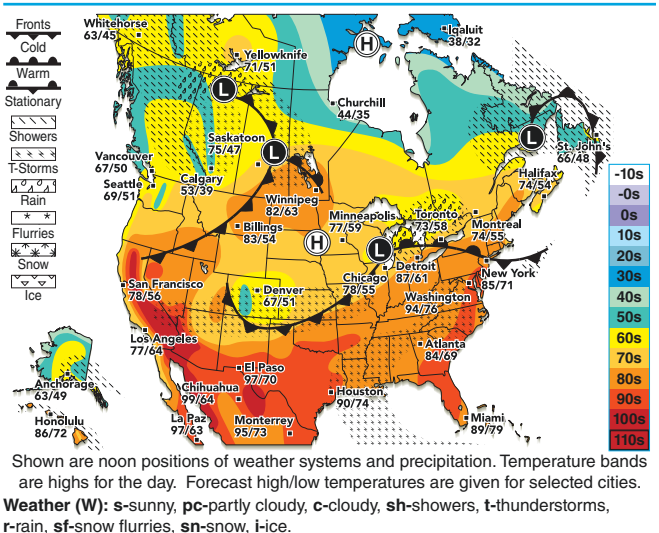 Fronts
Cold
Warm
Stationary
Showers
T-Storms
Rain
Flurries
Snow
Ice
Whitehorse
63/45
Yellowknife
71/51
H
Iqaluit
38/32
L
Churchill
44/35
Saskatoon
75/47
L
L
St. John's
66/48
Vancouver
67/50
Seattle
69/51
Calgary
53/39
Winnipeg
82/63
Halifax
74/54
Billings
83/54
Minneapolis
77/59
H
Toronto
73/58
Montreal
74/55
L
Chicago
78/55
Detroit
87/61
New York
85/71
San Francisco
78/56
Denver
67/51
Washington
94/76
Los Angeles
77/64
Atlanta
84/69
El Paso
97/70
Chihuahua
99/64
Houston
90/74
La Paz
97/63
Monterrey
95/73
Miami
89/79
Anchorage
63/49
Honolulu
86/72
-10s
-0s
0s
10s
20s
30s
40s
50s
60s
70s
80s
90s
100s
110s
Shown are noon positions of weather systems and precipitation. Temperature bands
are highs for the day. Forecast high/low temperatures are given for selected cities.
Weather (W): s-sunny, pc-partly cloudy, c-cloudy, sh-showers, t-thunderstorms,
r-rain, sf-snow flurries, sn-snow, i-ice.